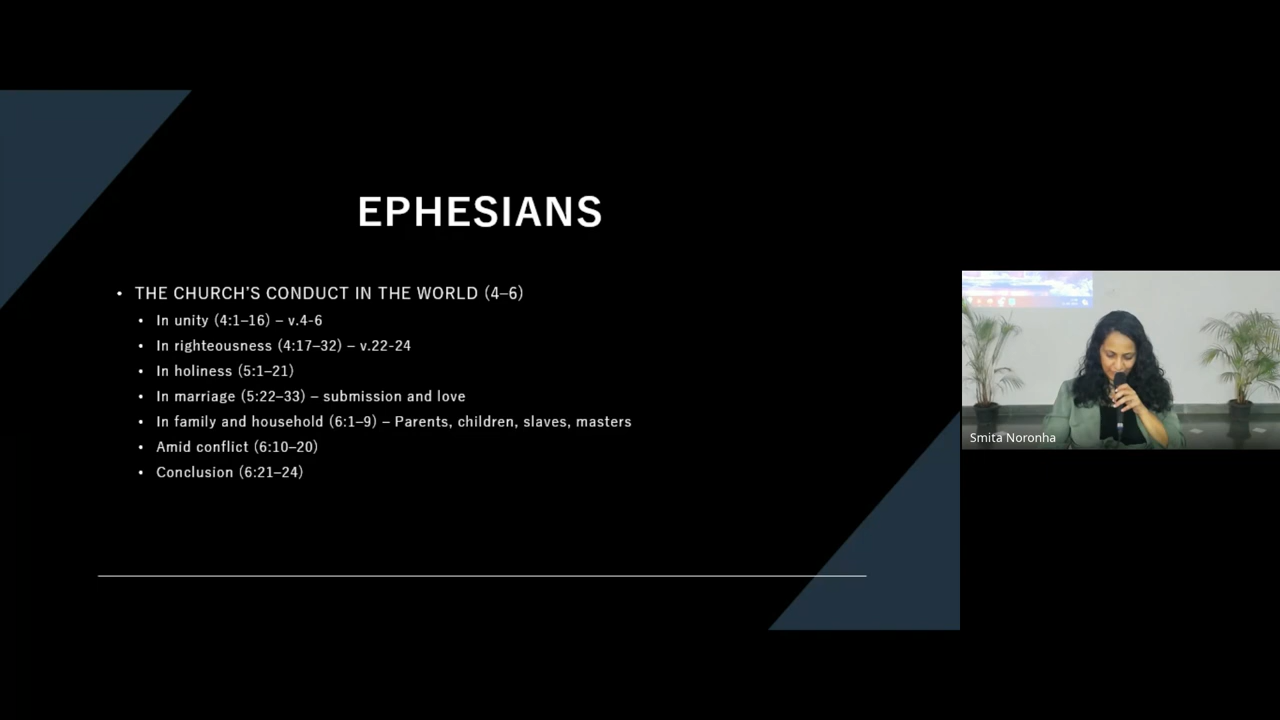 EPHESIANS
• THE CHURCH'S CONDUCT IN THE WORLD (4–6)
• In unity (4:1–16) – v.4-6
• In righteousness (4:17–32) – v.22-24
• In holiness (5:1–21)
• In marriage (5:22–33) – submission and love
• In family and household (6:1–9) – Parents, children, slaves, masters
• Amid conflict (6:10–20)
• Conclusion (6:21–24)
Smita Noronha